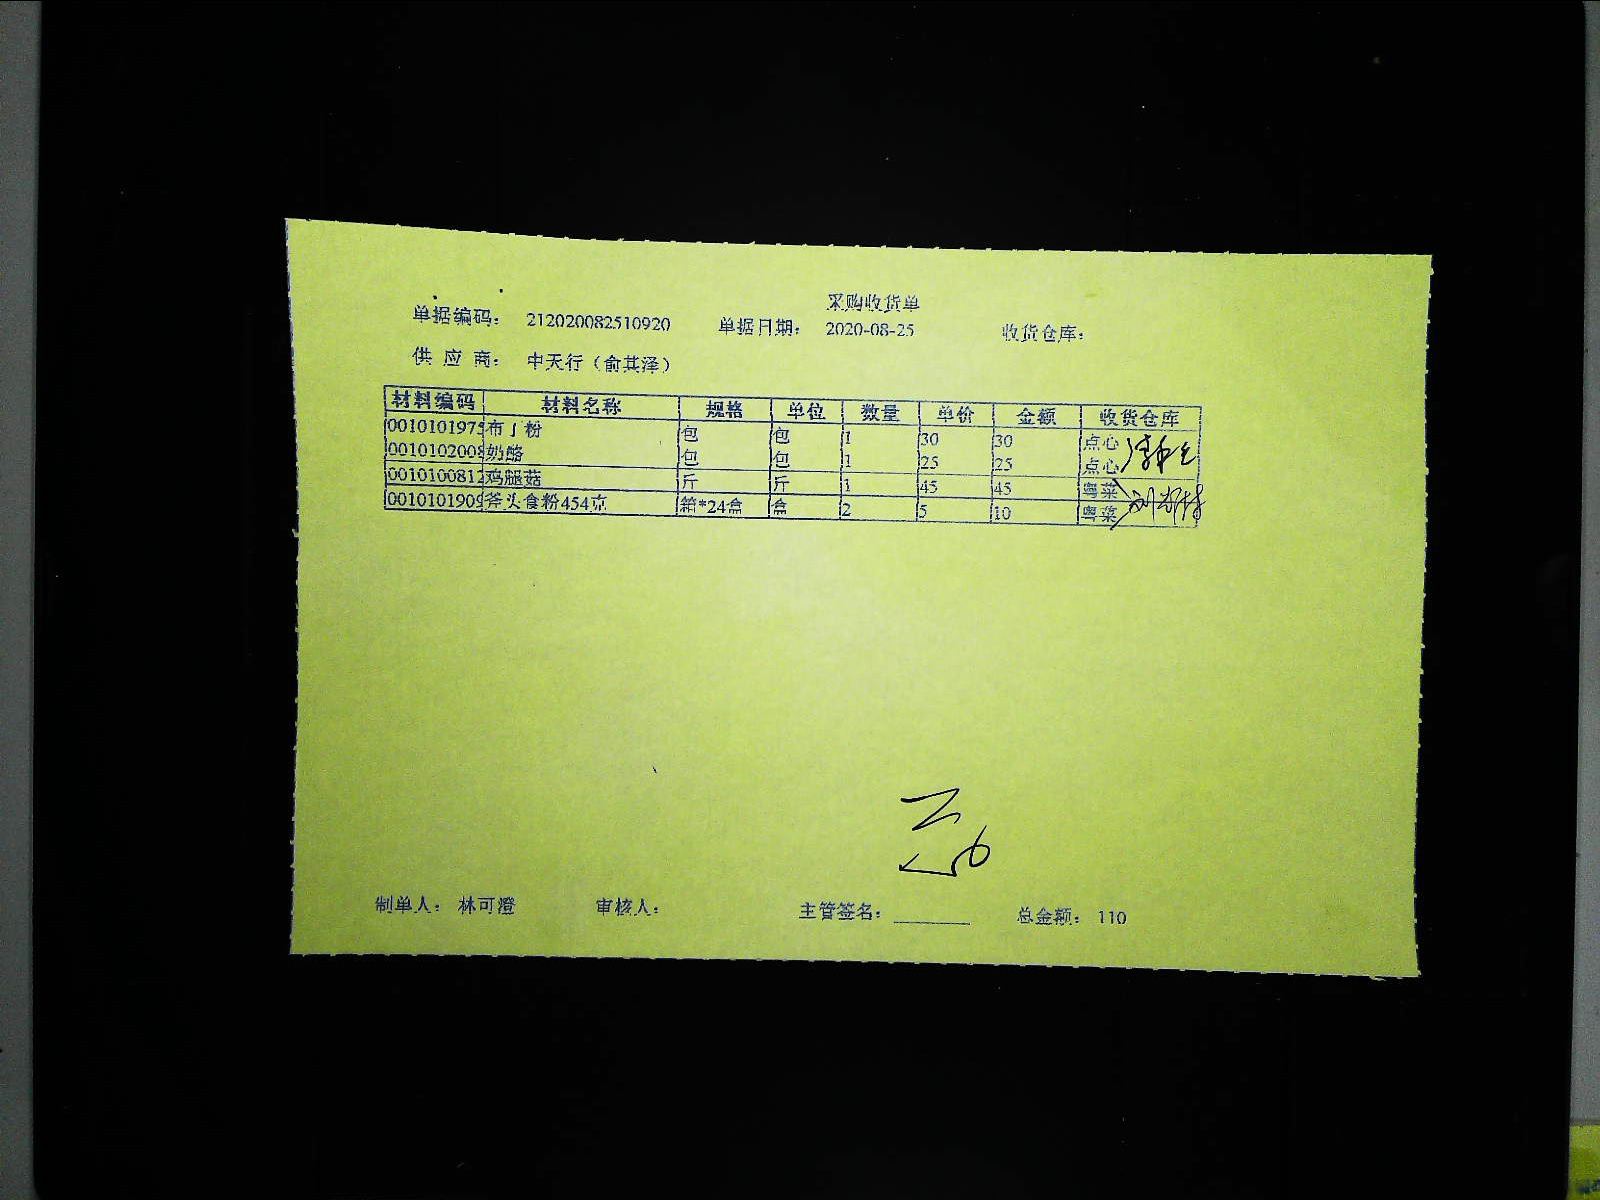 采购收货单
单据编码： 212020082510920 单据日期： 2020-08-25 收货仓库：
供 应 商： 中天行（俞其泽）
材料编码 材料名称 规格 单位 数量 单价 金额 收货仓库
0010101975 布丁粉 包 包 1 30 30 点心
0010102008 奶酪 包 包 1 25 25 点心
0010100812 鸡腿菇 斤 斤 1 45 45 粤菜
0010101909 斧头食粉454克 箱*24盒 盒 2 5 10 粤菜
制单人： 林可澄 审核人： 主管签名： 总金额： 110